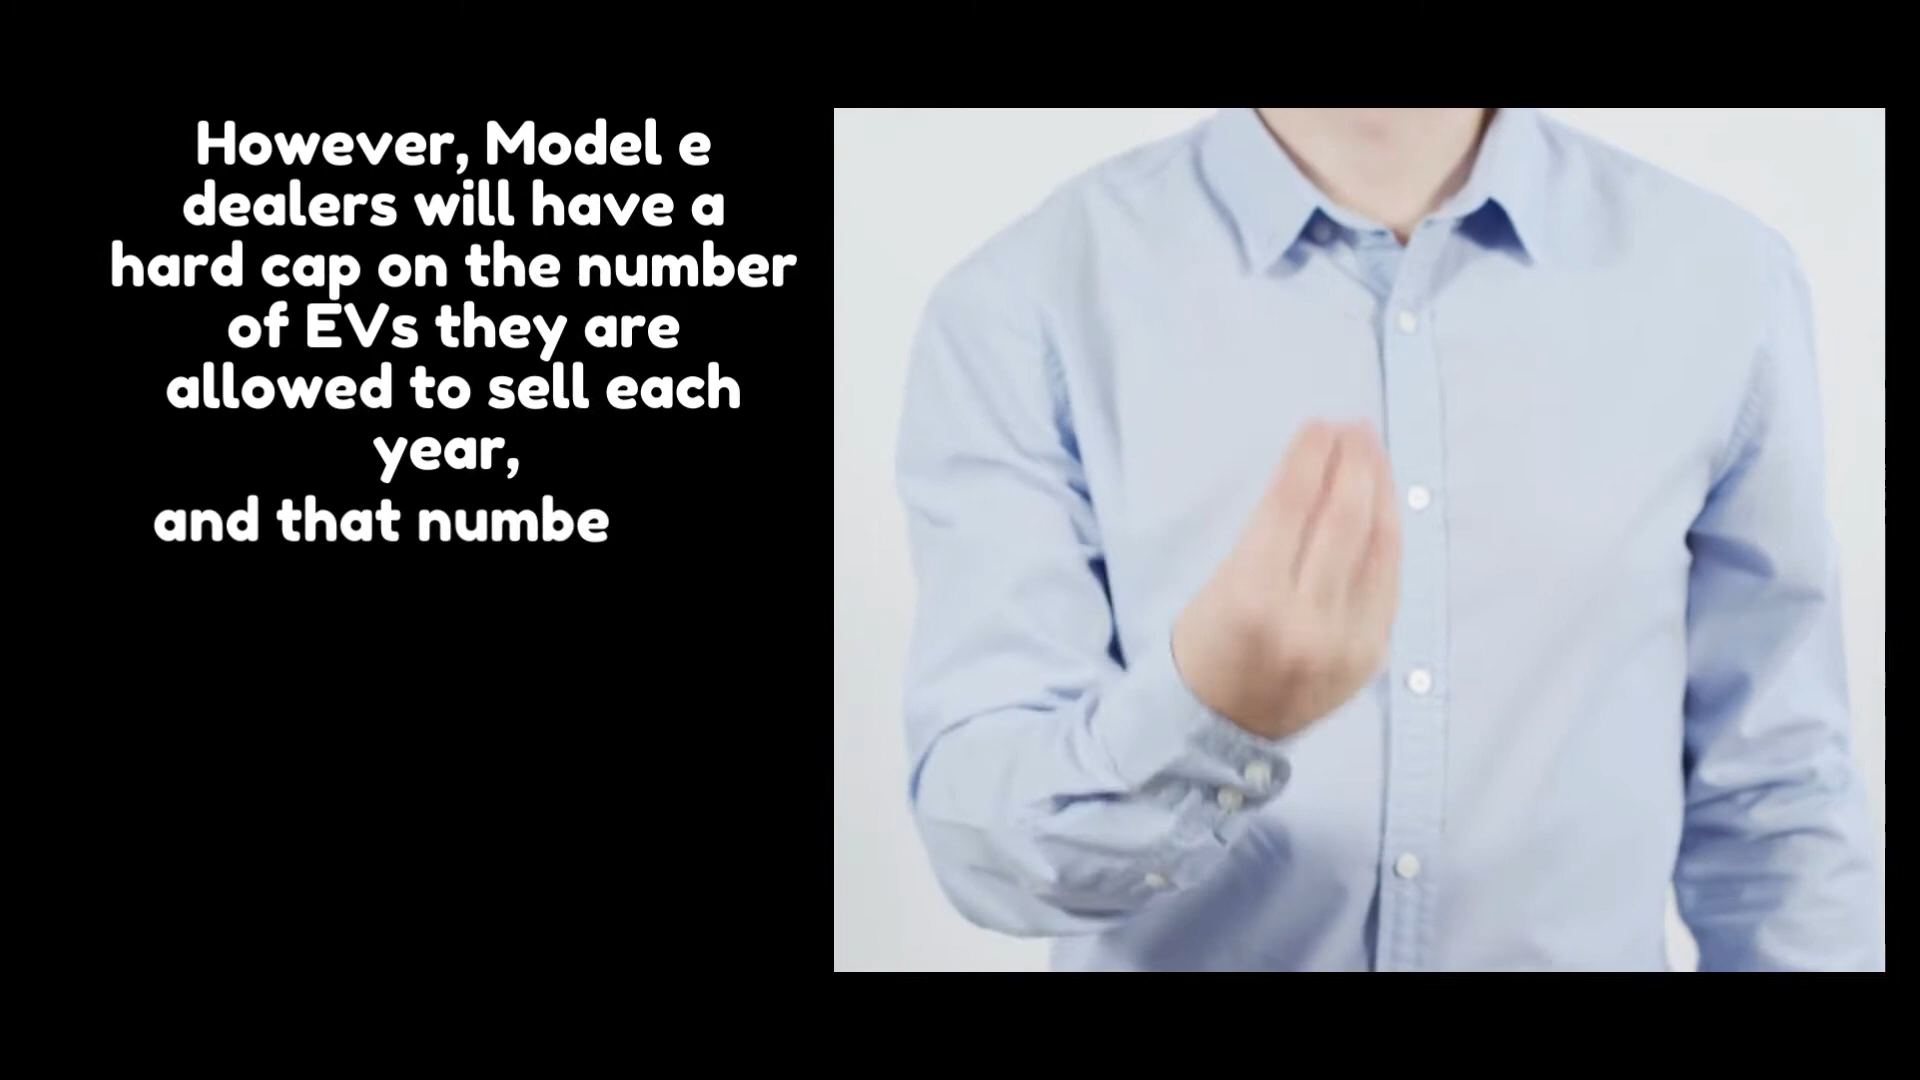 However, Model e
dealers will have a
hard cap on the number
of EVs they are
allowed to sell each
year,
and that numbe